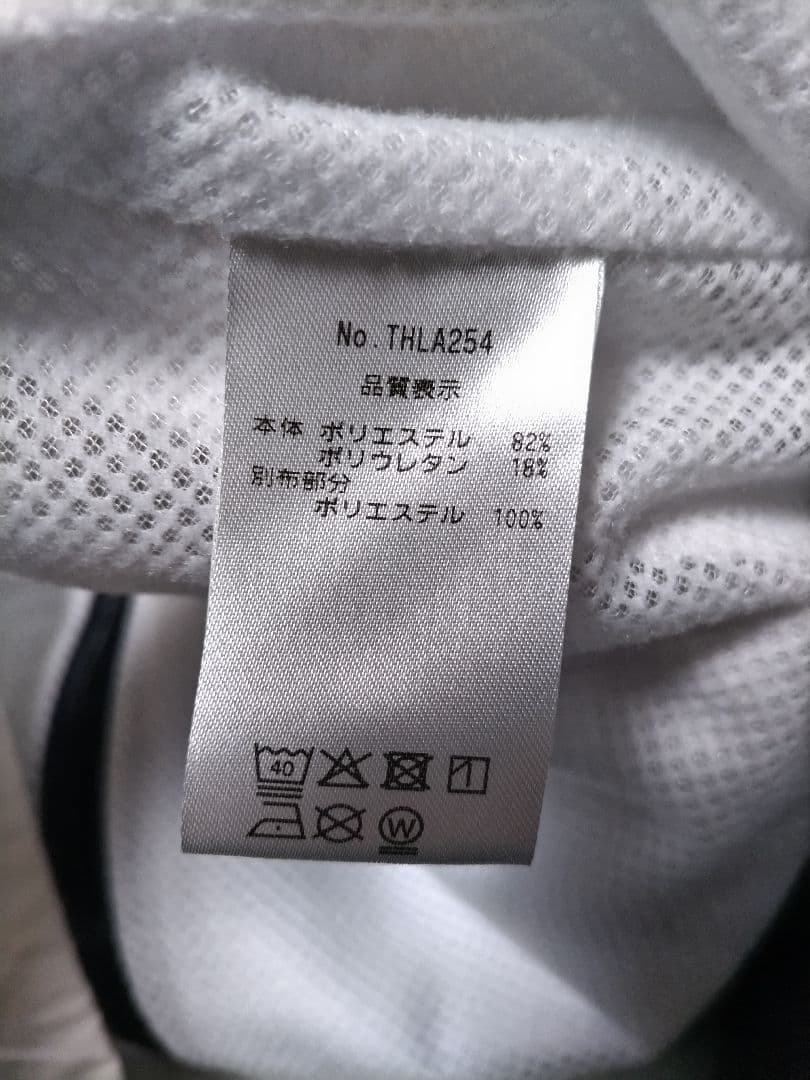 No.THLA254
品質表示
本体 ポリエステル 82%
ポリウレタン 18%
別布部分
ポリエステル 100%
40
W